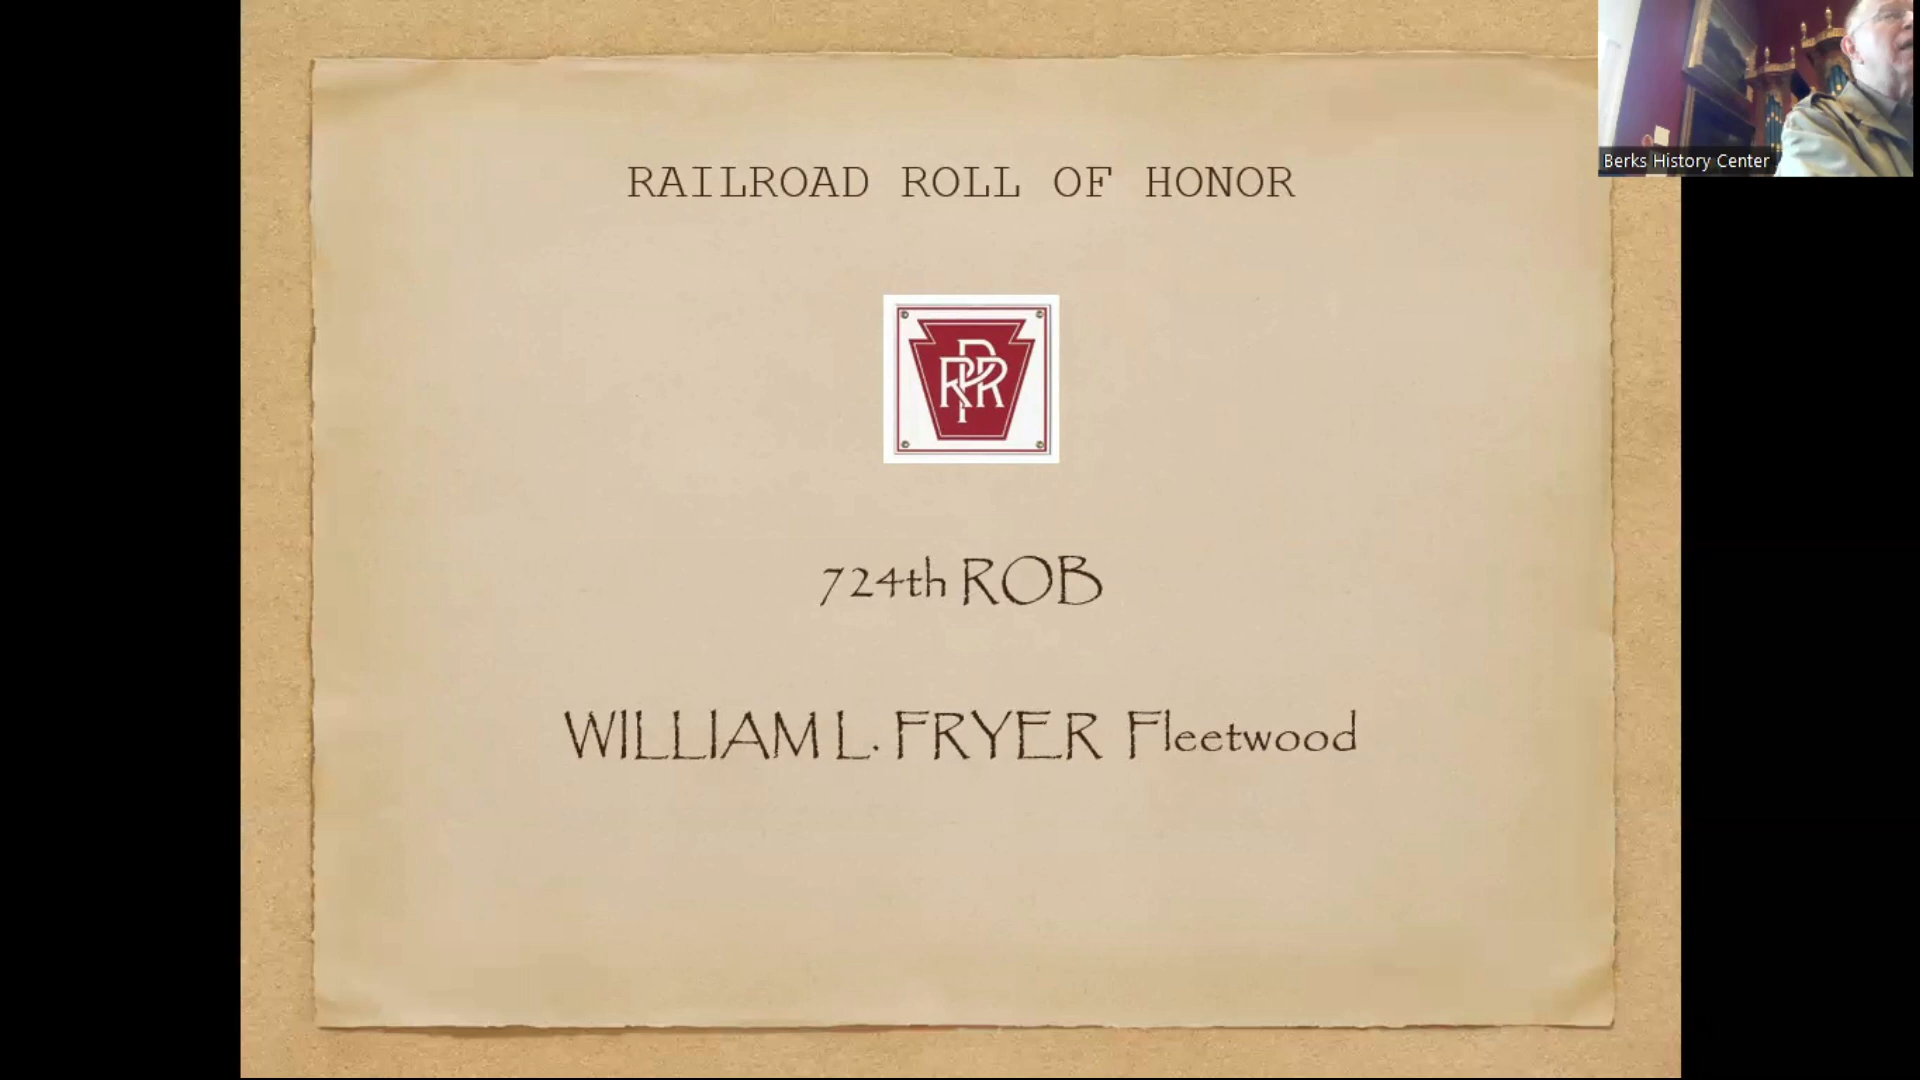 RAILROAD ROLL OF HONOR
PRR
724th ROB
WILLIAM L. FRYER Fleetwood
Berks History Center